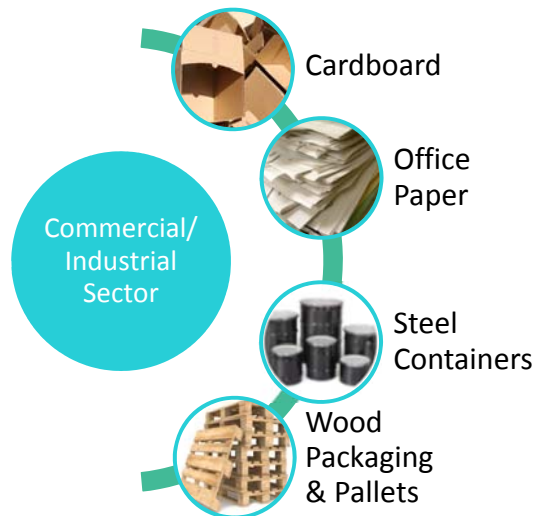 Cardboard
Office
Paper
Commercial/
Industrial
Sector
Steel
Containers
Wood
Packaging
& Pallets